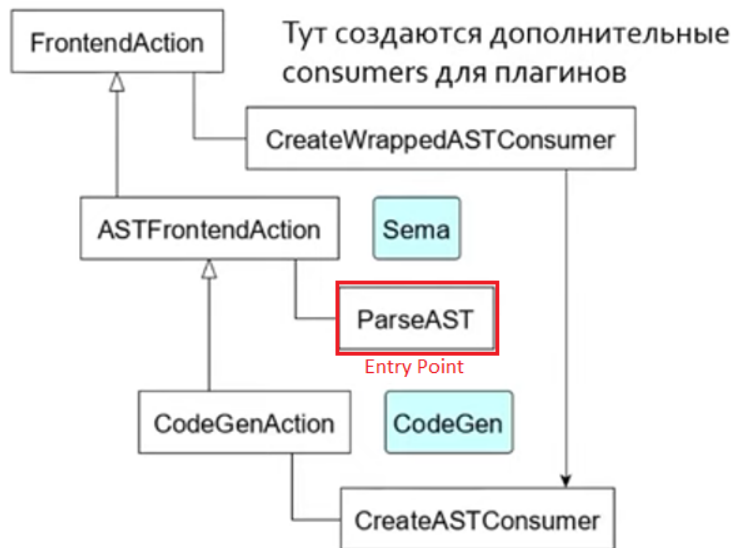 FrontendAction
Тут создаются дополнительные
consumers для плагинов
CreateWrappedASTConsumer
ASTFrontendAction
Sema
ParseAST
Entry Point
CodeGenAction
CodeGen
CreateASTConsumer